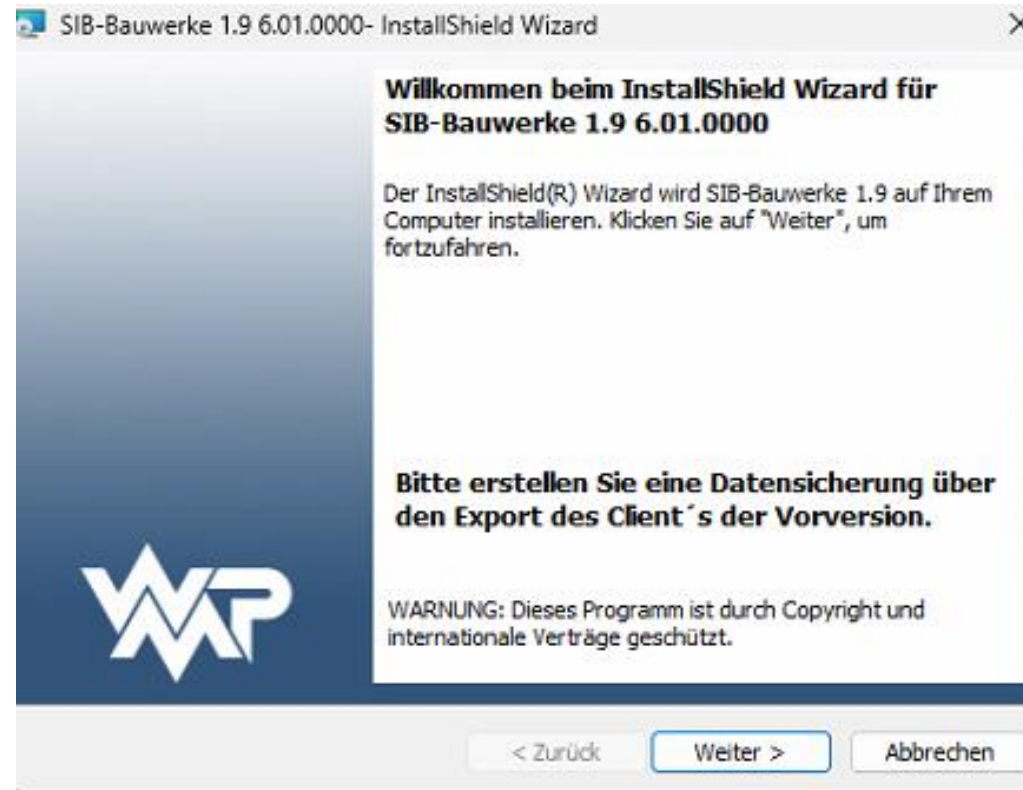 SIB-Bauwerke 1.9 6.01.0000- InstallShield Wizard
Willkommen beim InstallShield Wizard für
SIB-Bauwerke 1.9 6.01.0000
Der InstallShield(R) Wizard wird SIB-Bauwerke 1.9 auf Ihrem
Computer installieren. Klicken Sie auf "Weiter", um
fortzufahren.
Bitte erstellen Sie eine Datensicherung über
den Export des Client´s der Vorversion.
WMP
WARNUNG: Dieses Programm ist durch Copyright und
internationale Verträge geschützt.
< Zurück
Weiter >
Abbrechen